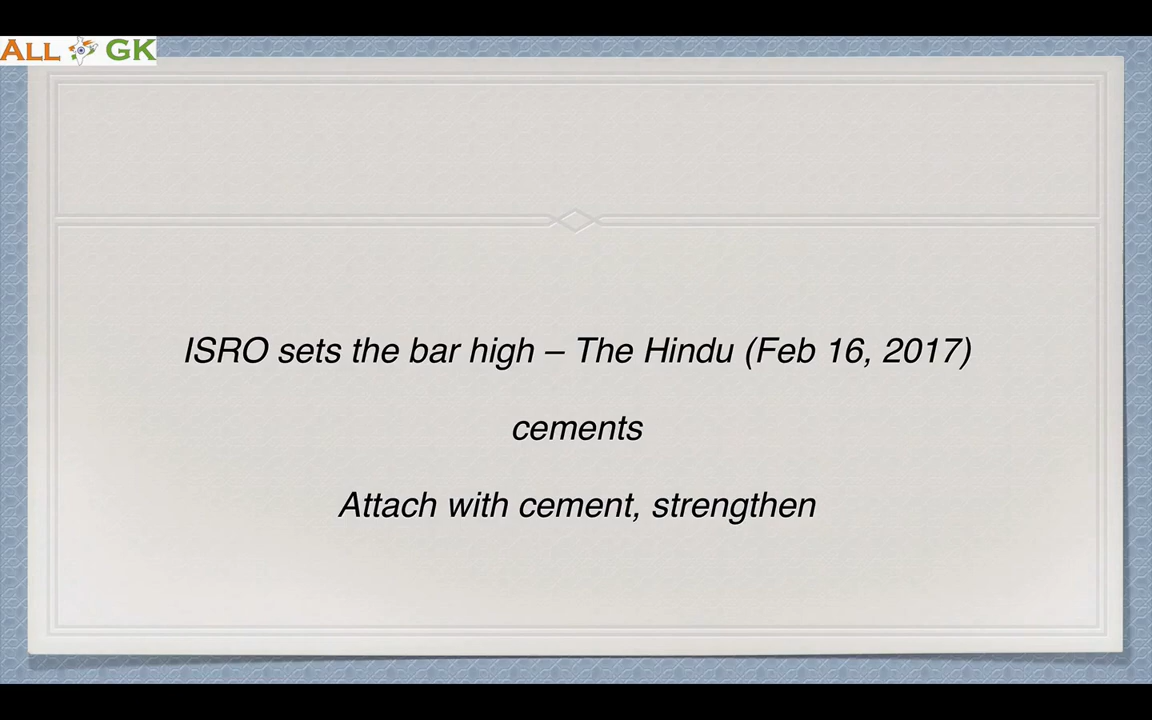 ALL GK
ISRO sets the bar high – The Hindu (Feb 16, 2017)
cements
Attach with cement, strengthen